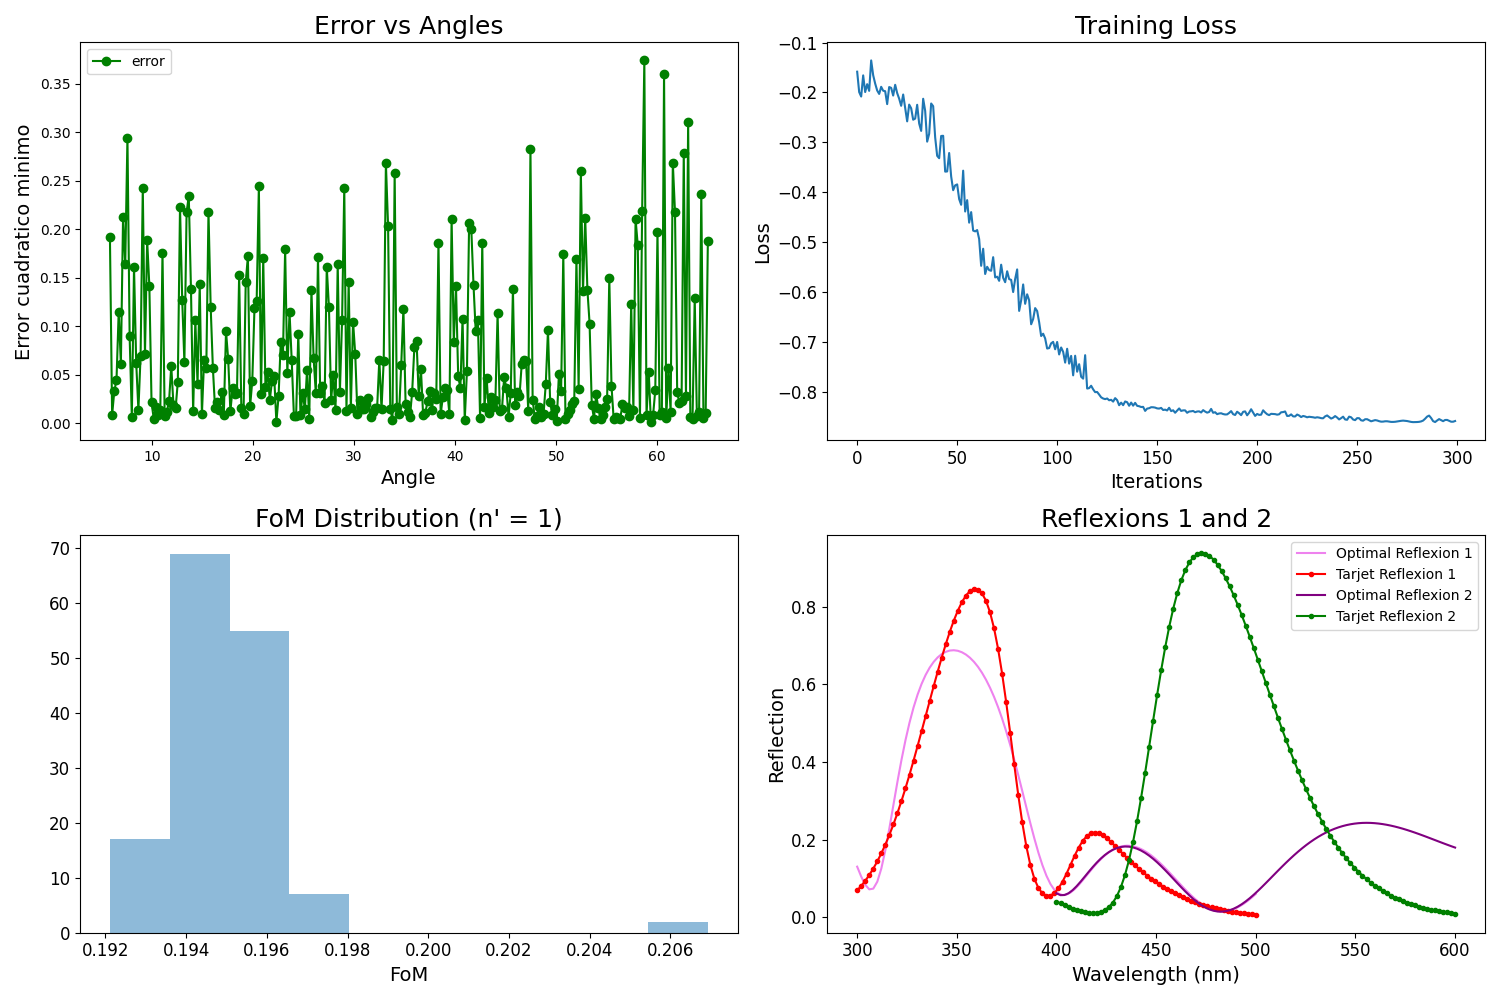 Error vs Angles
error
Error cuadratico minimo
0.35
0.30
0.25
0.20
0.15
0.10
0.05
0.00
10 20 30 40 50 60
Angle
Training Loss
Loss
−0.1
−0.2
−0.3
−0.4
−0.5
−0.6
−0.7
−0.8
0 50 100 150 200 250 300
Iterations
FoM Distribution (n' = 1)
70
60
50
40
30
20
10
0
0.192 0.194 0.196 0.198 0.200 0.202 0.204 0.206
FoM
Reflexions 1 and 2
Optimal Reflexion 1
Tarjet Reflexion 1
Optimal Reflexion 2
Tarjet Reflexion 2
Reflection
0.8
0.6
0.4
0.2
0.0
300 350 400 450 500 550 600
Wavelength (nm)